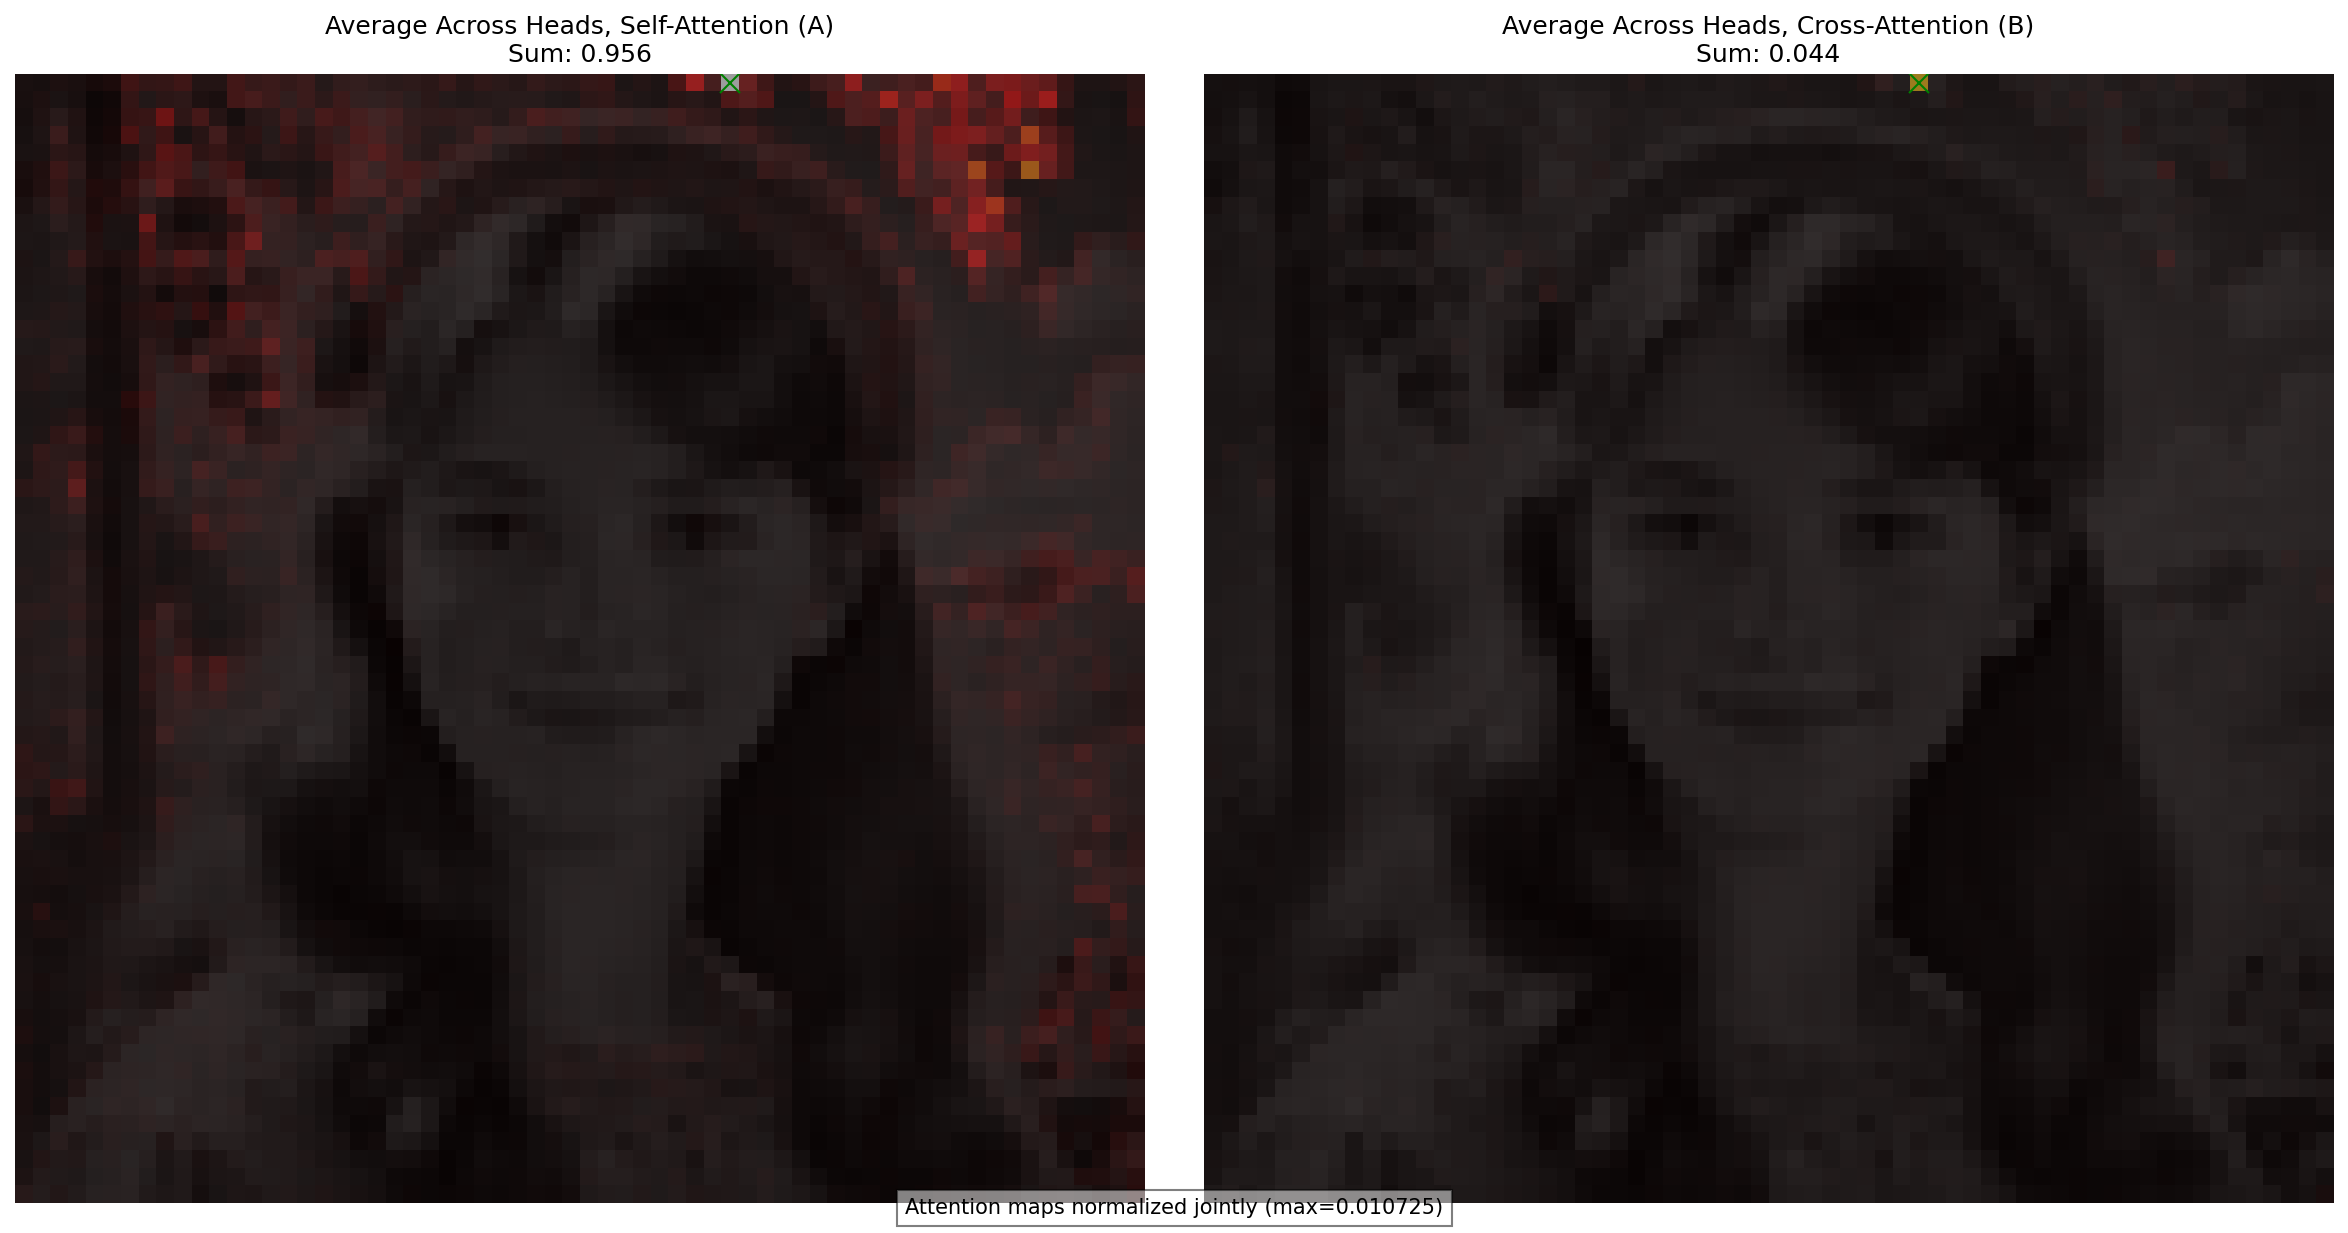 Average Across Heads, Self-Attention (A)
Sum: 0.956
Average Across Heads, Cross-Attention (B)
Sum: 0.044
Attention maps normalized jointly (max=0.010725)